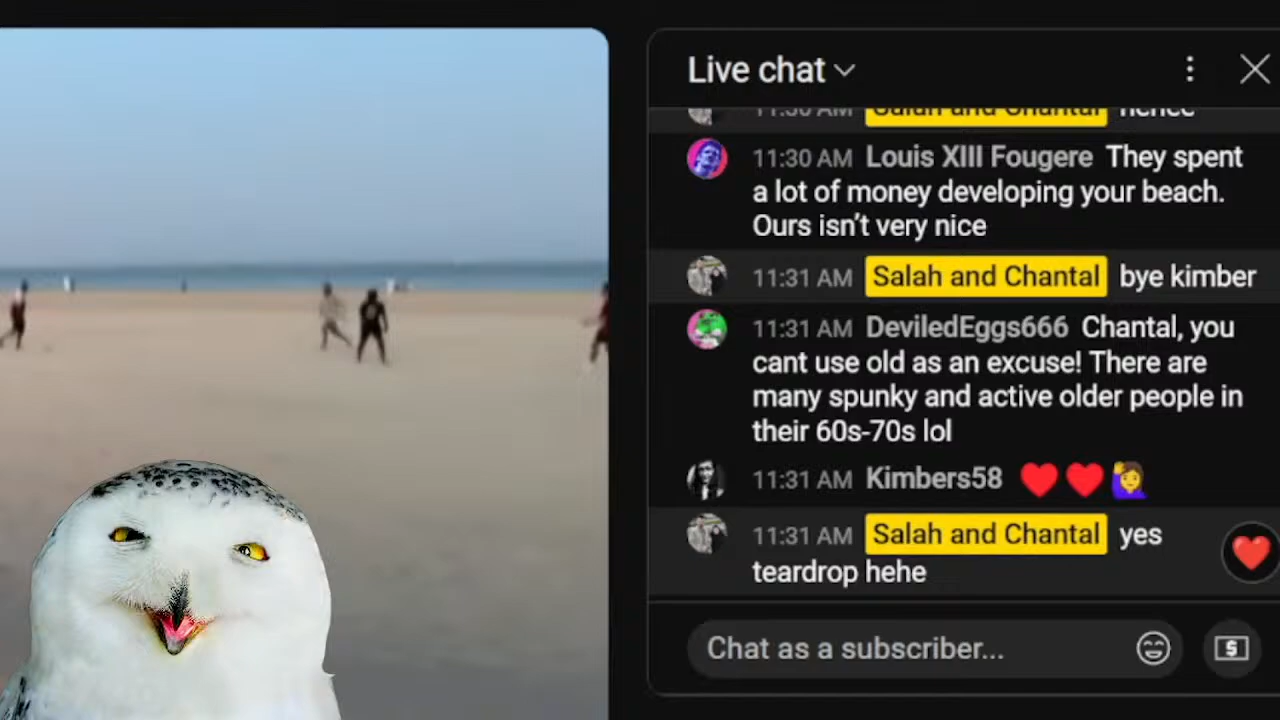 Live chat
11:30 AM Salah and Chantal hehee
11:30 AM Louis XIII Fougere They spent
a lot of money developing your beach.
Ours isn’t very nice
11:31 AM Salah and Chantal bye kimber
11:31 AM DeviledEggs666 Chantal, you
cant use old as an excuse! There are
many spunky and active older people in
their 60s-70s lol
11:31 AM Kimbers58
11:31 AM Salah and Chantal yes
teardrop hehe
Chat as a subscriber...